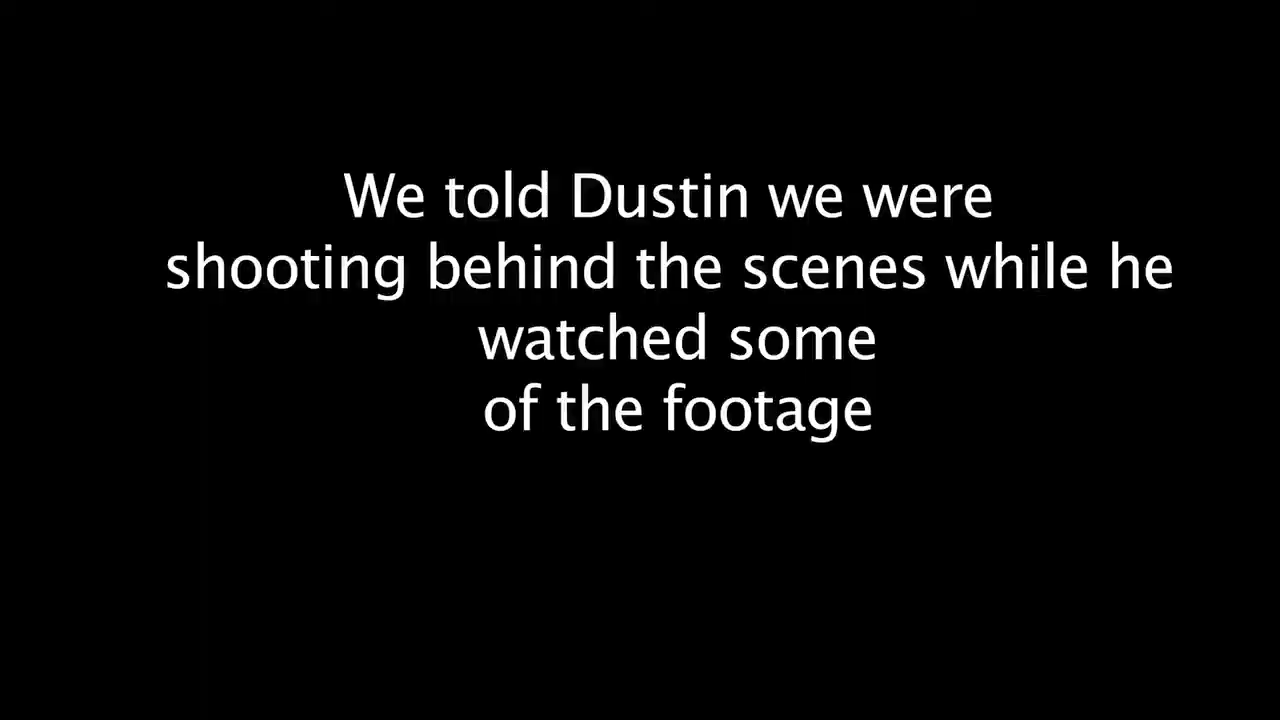 We told Dustin we were
shooting behind the scenes while he
watched some
of the footage